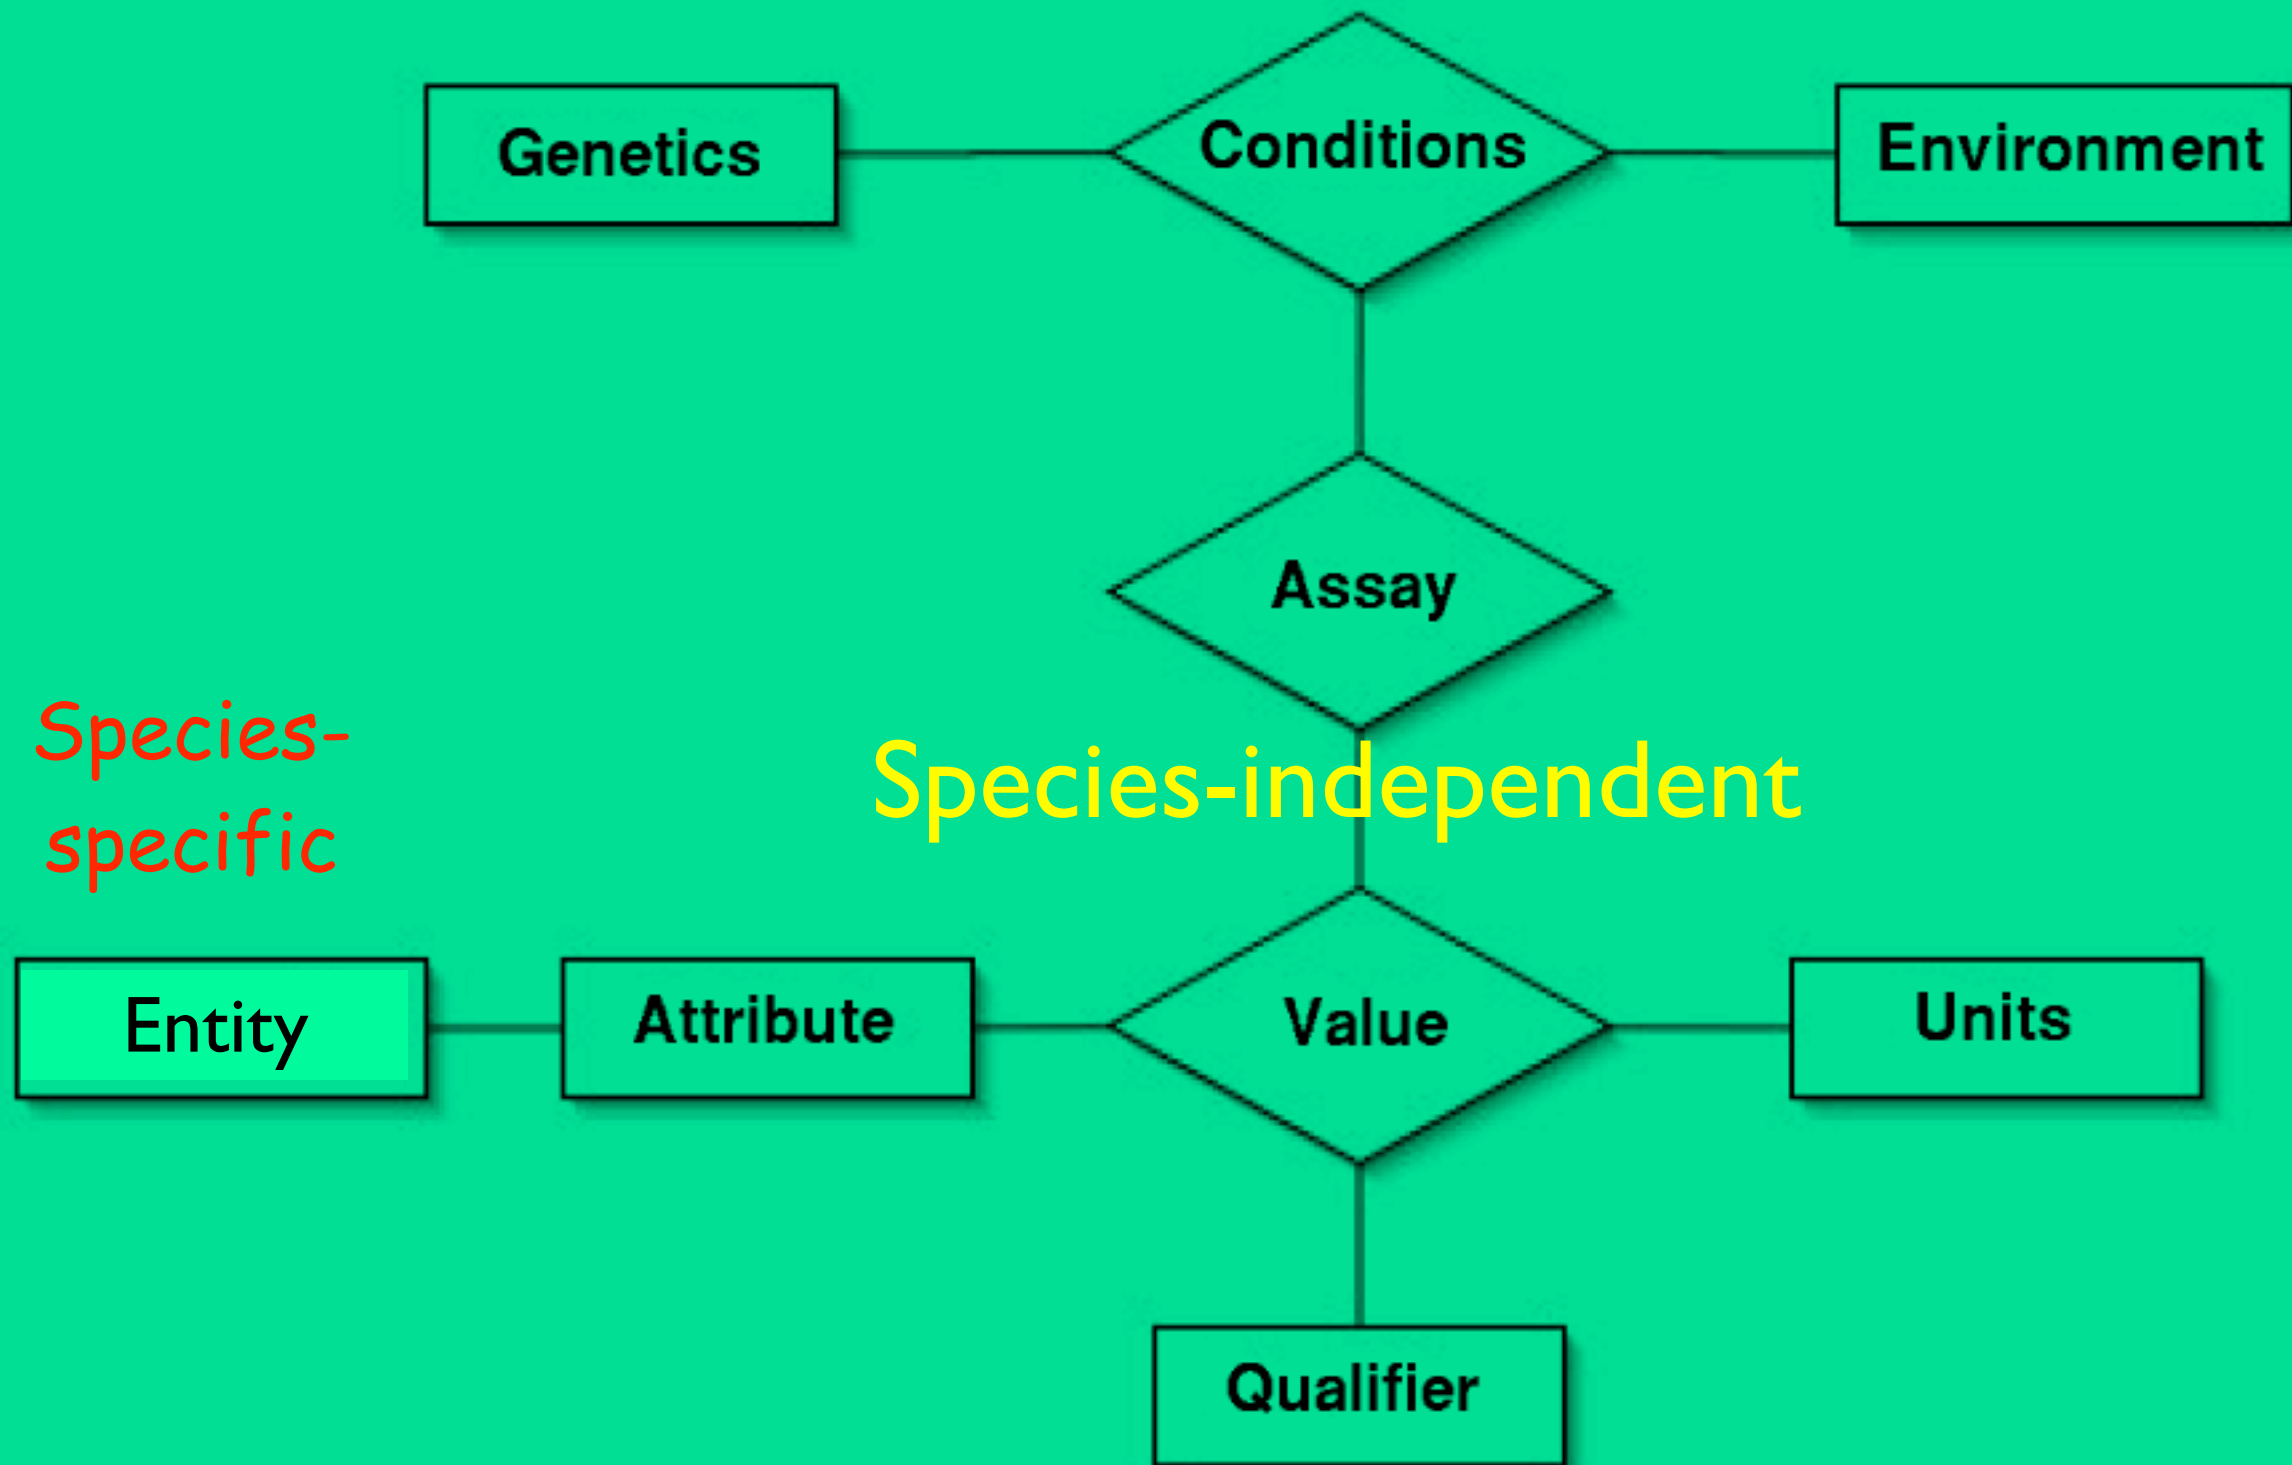 Genetics
Conditions
Environment
Assay
Species-
specific
Species-independent
Entity
Attribute
Value
Units
Qualifier